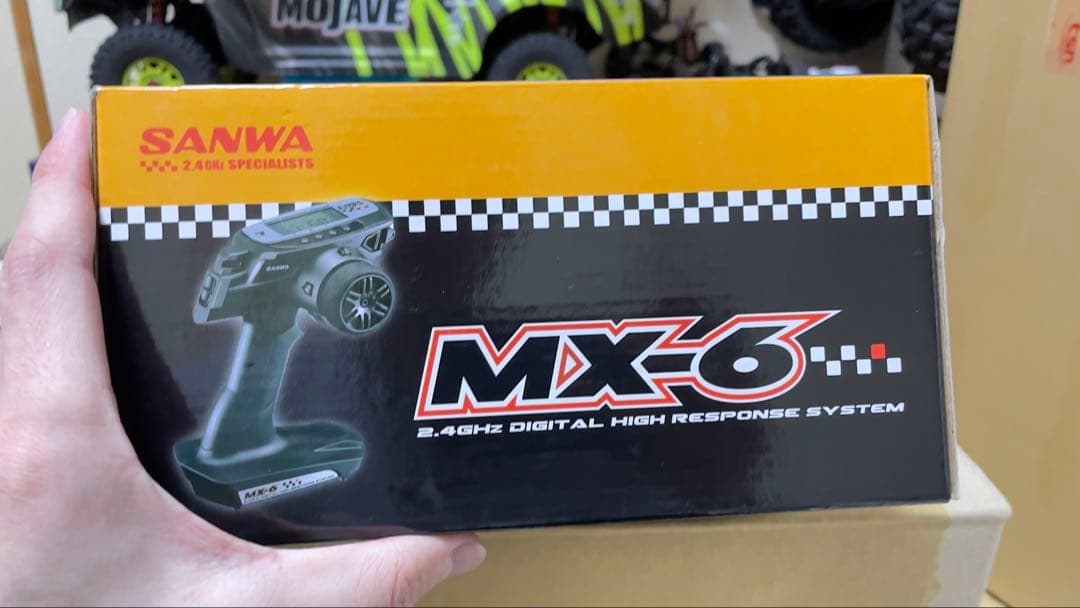 MOJAVE
SANWA
2.4GHz SPECIALISTS
SANWA
MX-6
2.4GHz DIGITAL HIGH RESPONSE SYSTEM
MX-6